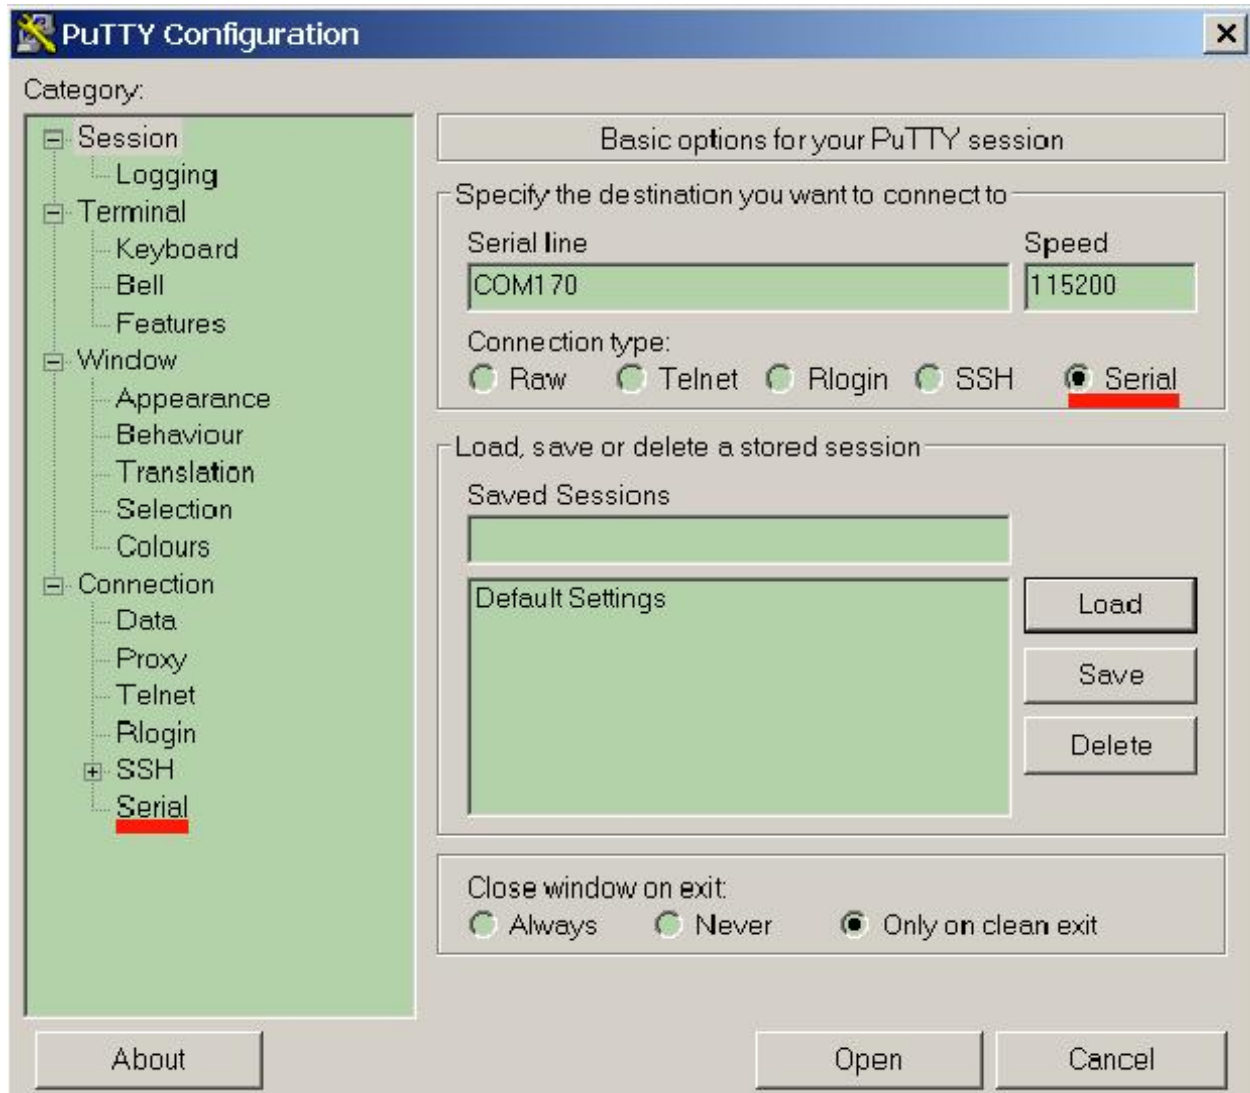 PuTTY Configuration
Category:
Session
Logging
Terminal
Keyboard
Bell
Features
Window
Appearance
Behaviour
Translation
Selection
Colours
Connection
Data
Proxy
Telnet
Rlogin
SSH
Serial
Basic options for your PuTTY session
Specify the destination you want to connect to
Serial line Speed
COM170 115200
Connection type:
Raw Telnet Rlogin SSH Serial
Load, save or delete a stored session
Saved Sessions
Default Settings
Load
Save
Delete
Close window on exit:
Always Never Only on clean exit
About Open Cancel